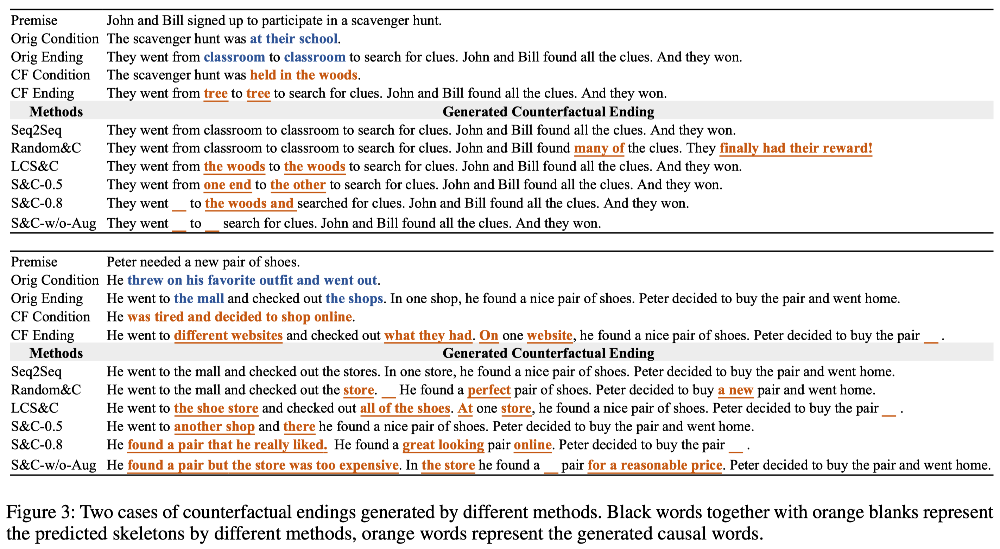 Premise John and Bill signed up to participate in a scavenger hunt.
Orig Condition The scavenger hunt was at their school.
Orig Ending They went from classroom to classroom to search for clues. John and Bill found all the clues. And they won.
CF Condition The scavenger hunt was held in the woods.
CF Ending They went from tree to tree to search for clues. John and Bill found all the clues. And they won.
Methods Generated Counterfactual Ending
Seq2Seq They went from classroom to classroom to search for clues. John and Bill found all the clues. And they won.
Random&C They went from classroom to classroom to search for clues. John and Bill found many of the clues. They finally had their reward!
LCS&C They went from the woods to the woods to search for clues. John and Bill found all the clues. And they won.
S&C-0.5 They went from one end to the other to search for clues. John and Bill found all the clues. And they won.
S&C-0.8 They went __ to the woods and searched for clues. John and Bill found all the clues. And they won.
S&C-w/o-Aug They went __ to __ search for clues. John and Bill found all the clues. And they won.
Premise Peter needed a new pair of shoes.
Orig Condition He threw on his favorite outfit and went out.
Orig Ending He went to the mall and checked out the shops. In one shop, he found a nice pair of shoes. Peter decided to buy the pair and went home.
CF Condition He was tired and decided to shop online.
CF Ending He went to different websites and checked out what they had. On one website, he found a nice pair of shoes. Peter decided to buy the pair __ .
Methods Generated Counterfactual Ending
Seq2Seq He went to the mall and checked out the stores. In one store, he found a nice pair of shoes. Peter decided to buy the pair and went home.
Random&C He went to the mall and checked out the store. __ He found a perfect pair of shoes. Peter decided to buy a new pair and went home.
LCS&C He went to the shoe store and checked out all of the shoes. At one store, he found a nice pair of shoes. Peter decided to buy the pair __ .
S&C-0.5 He went to another shop and there he found a nice pair of shoes. Peter decided to buy the pair and went home.
S&C-0.8 He found a pair that he really liked. He found a great looking pair online. Peter decided to buy the pair __ .
S&C-w/o-Aug He found a pair but the store was too expensive. In the store he found a __ pair for a reasonable price. Peter decided to buy the pair and went home.
Figure 3: Two cases of counterfactual endings generated by different methods. Black words together with orange blanks represent
the predicted skeletons by different methods, orange words represent the generated causal words.